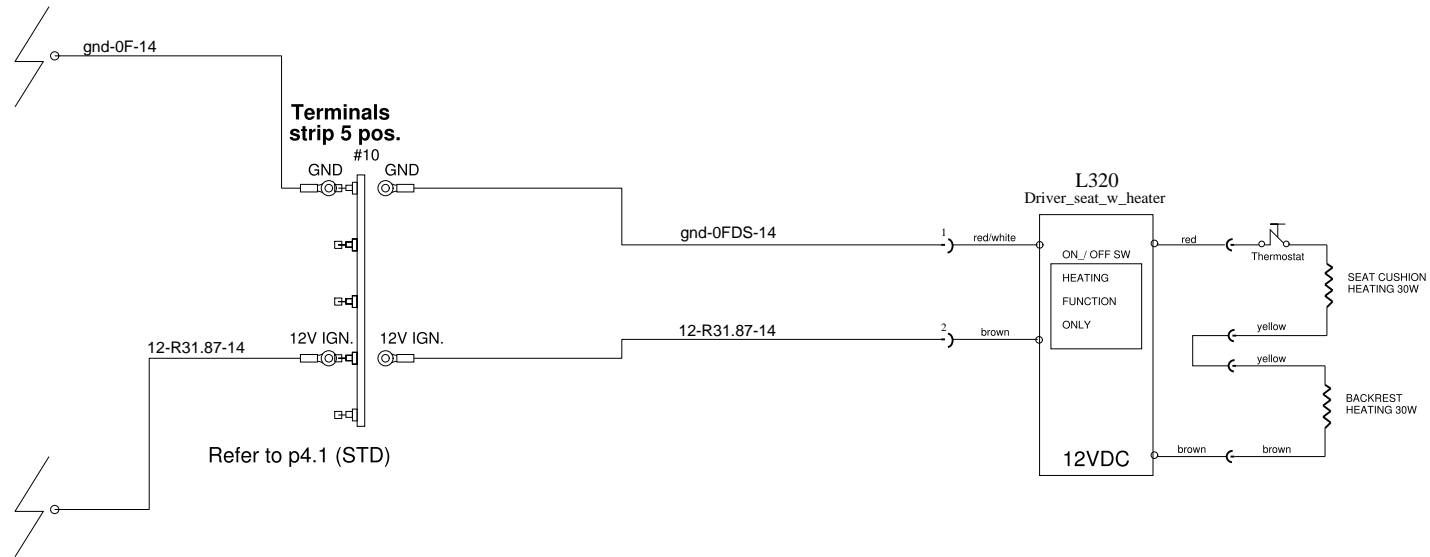 gnd-0F-14
Terminals
strip 5 pos.
#10
GND
GND
L320
Driver_seat_w_heater
gnd-0FDS-14
1
red/white
red
Thermostat
ON_/ OFF SW
HEATING
FUNCTION
ONLY
SEAT CUSHION
HEATING 30W
12-R31.87-14
12V IGN.
12V IGN.
12-R31.87-14
2
brown
yellow
yellow
BACKREST
HEATING 30W
Refer to p4.1 (STD)
12VDC
brown
brown